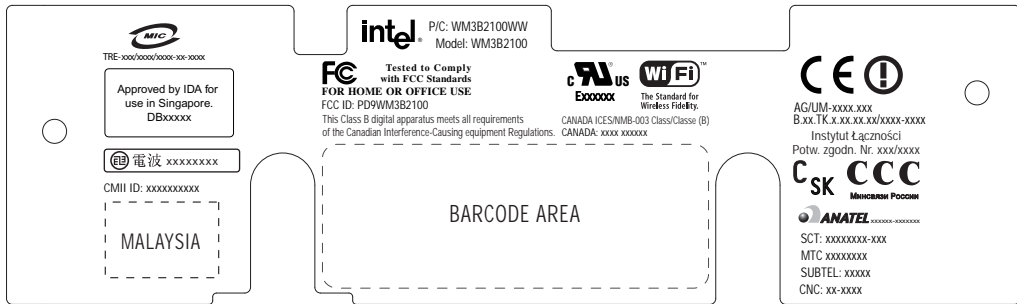 MIC
TRE-xxx/xxxx/xxxx-xx-xxxx
Approved by IDA for
use in Singapore.
DBxxxxx
電波 xxxxxxxx
CMII ID: xxxxxxxxxx
MALAYSIA
intel®
P/C: WM3B2100WW
Model: WM3B2100
FC
Tested to Comply
with FCC Standards
FOR HOME OR OFFICE USE
FCC ID: PD9WM3B2100
This Class B digital apparatus meets all requirements
of the Canadian Interference-Causing equipment Regulations.
c RU US
Exxxxxx
Wi Fi™
The Standard for
Wireless Fidelity.
CANADA ICES/NMB-003 Class/Classe (B)
CANADA: xxxx xxxxxx
BARCODE AREA
CE
AG/UM-xxxx.xxx
B.xx.TK.x.xx.xx.xx/xxxx-xxxx
Instytut Łączności
Potw. zgodn. Nr. xxx/xxxx
C SK
CCC
Минсвязи России
ANATEL xxxxxx-xxxxxxx
SCT: xxxxxxxx-xxx
MTC xxxxxxxx
SUBTEL: xxxxx
CNC: xx-xxxx